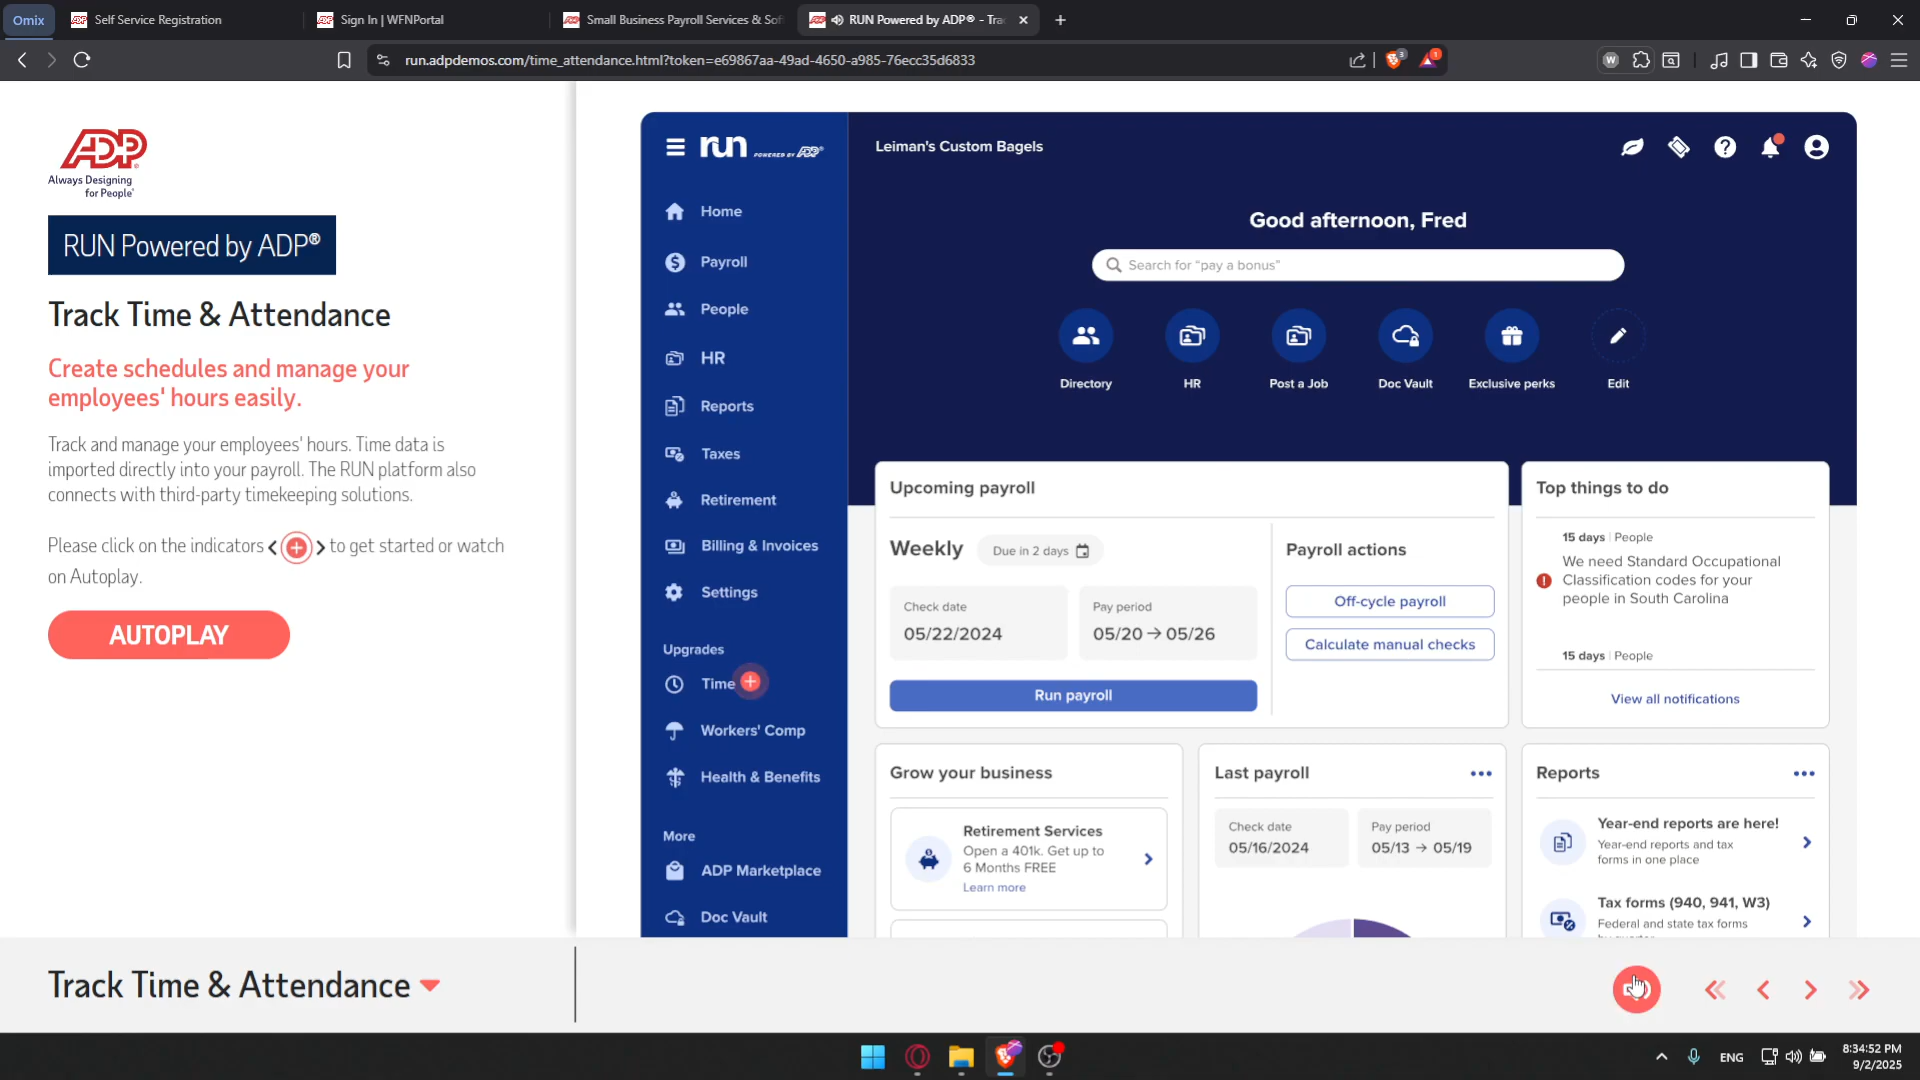 Omix
Self Service Registration
Sign In | WFNPortal
Small Business Payroll Services & Sof
RUN Powered by ADP® - Tra
run.adpdemos.com/time_attendance.html?token=e69867aa-49ad-4650-a985-76ecc35d6833
3
1
W
ADP
Always Designing
for People®
RUN Powered by ADP®
Track Time & Attendance
Create schedules and manage your
employees' hours easily.
Track and manage your employees' hours. Time data is
imported directly into your payroll. The RUN platform also
connects with third-party timekeeping solutions.
Please click on the indicators < + > to get started or watch
on Autoplay.
AUTOPLAY
run POWERED BY ADP®
Home
Payroll
People
HR
Reports
Taxes
Retirement
Billing & Invoices
Settings
Upgrades
Time
Workers' Comp
Health & Benefits
More
ADP Marketplace
Doc Vault
Leiman's Custom Bagels
Good afternoon, Fred
Search for “pay a bonus”
Directory
HR
Post a Job
Doc Vault
Exclusive perks
Edit
Upcoming payroll
Weekly
Due in 2 days
Check date
05/22/2024
Pay period
05/20 → 05/26
Run payroll
Payroll actions
Off-cycle payroll
Calculate manual checks
Top things to do
15 days | People
We need Standard Occupational
Classification codes for your
people in South Carolina
15 days | People
View all notifications
Grow your business
Retirement Services
Open a 401k. Get up to
6 Months FREE
Learn more
Last payroll
Check date
05/16/2024
Pay period
05/13 → 05/19
Reports
Year-end reports are here!
Year-end reports and tax
forms in one place
Tax forms (940, 941, W3)
Federal and state tax forms
by quarter
Track Time & Attendance
ENG
8:34:52 PM
9/2/2025